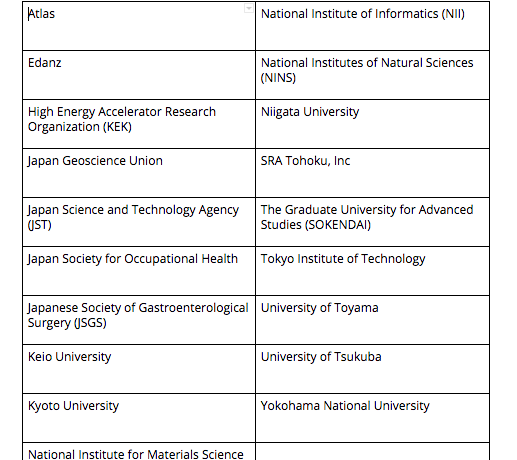 Atlas
National Institute of Informatics (NII)
Edanz
National Institutes of Natural Sciences
(NINS)
High Energy Accelerator Research
Organization (KEK)
Niigata University
Japan Geoscience Union
SRA Tohoku, Inc
Japan Science and Technology Agency
(JST)
The Graduate University for Advanced
Studies (SOKENDAI)
Japan Society for Occupational Health
Tokyo Institute of Technology
Japanese Society of Gastroenterological
Surgery (JSGS)
University of Toyama
Keio University
University of Tsukuba
Kyoto University
Yokohama National University
National Institute for Materials Science